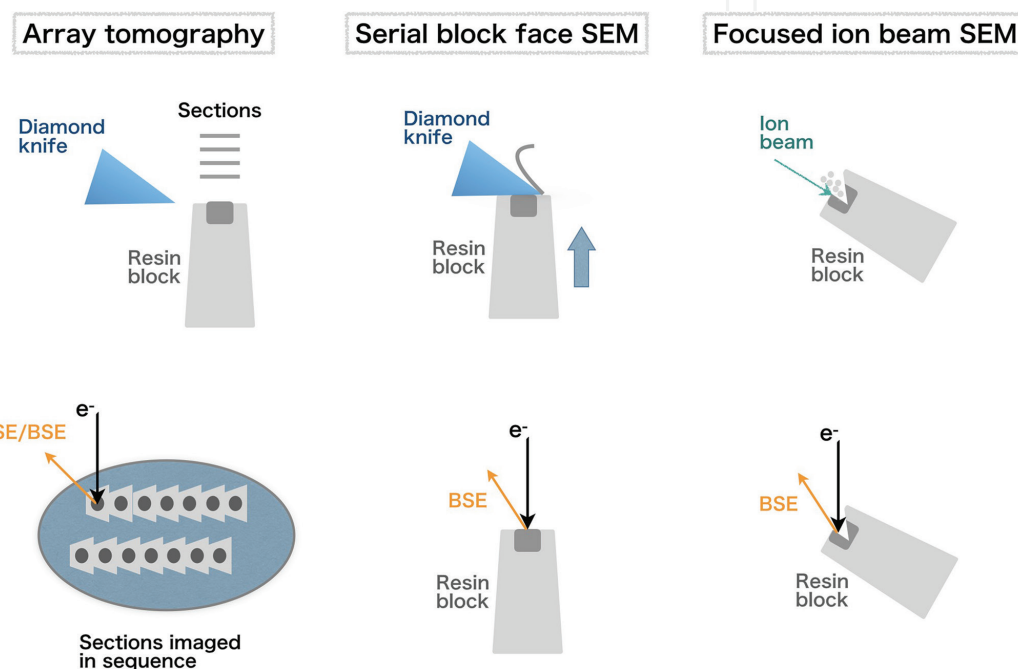 Array tomography
Serial block face SEM
Focused ion beam SEM
Sections
Diamond
knife
Resin
block
Diamond
knife
Resin
block
Ion
beam
Resin
block
e-
SE/BSE
Sections imaged
in sequence
e-
BSE
Resin
block
e-
BSE
Resin
block